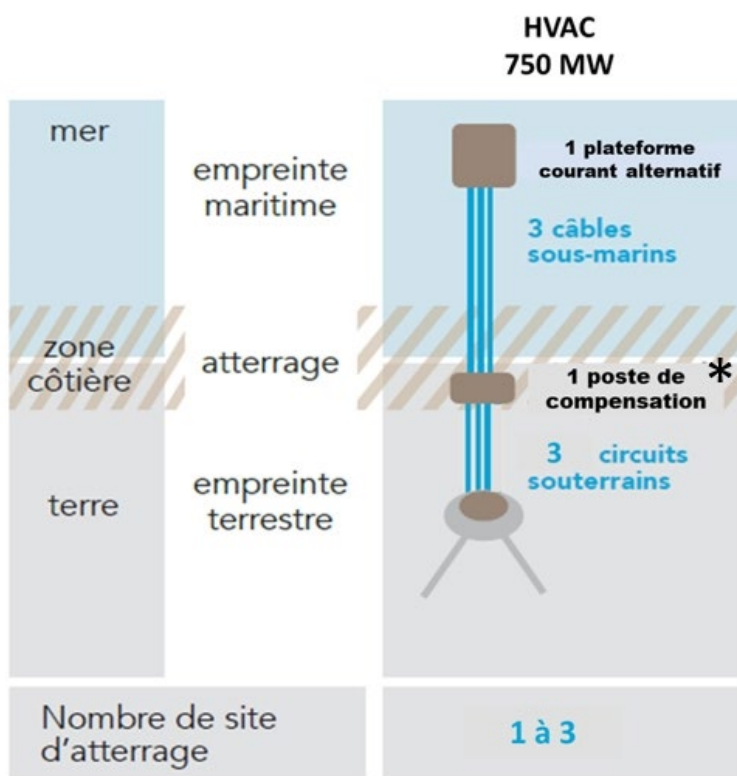 HVAC
750 MW
mer
empreinte
maritime
1 plateforme
courant alternatif
3 câbles
sous-marins
zone
côtière
atterrage
1 poste de *
compensation
terre
empreinte
terrestre
3 circuits
souterrains
Nombre de site
d'atterrage
1 à 3